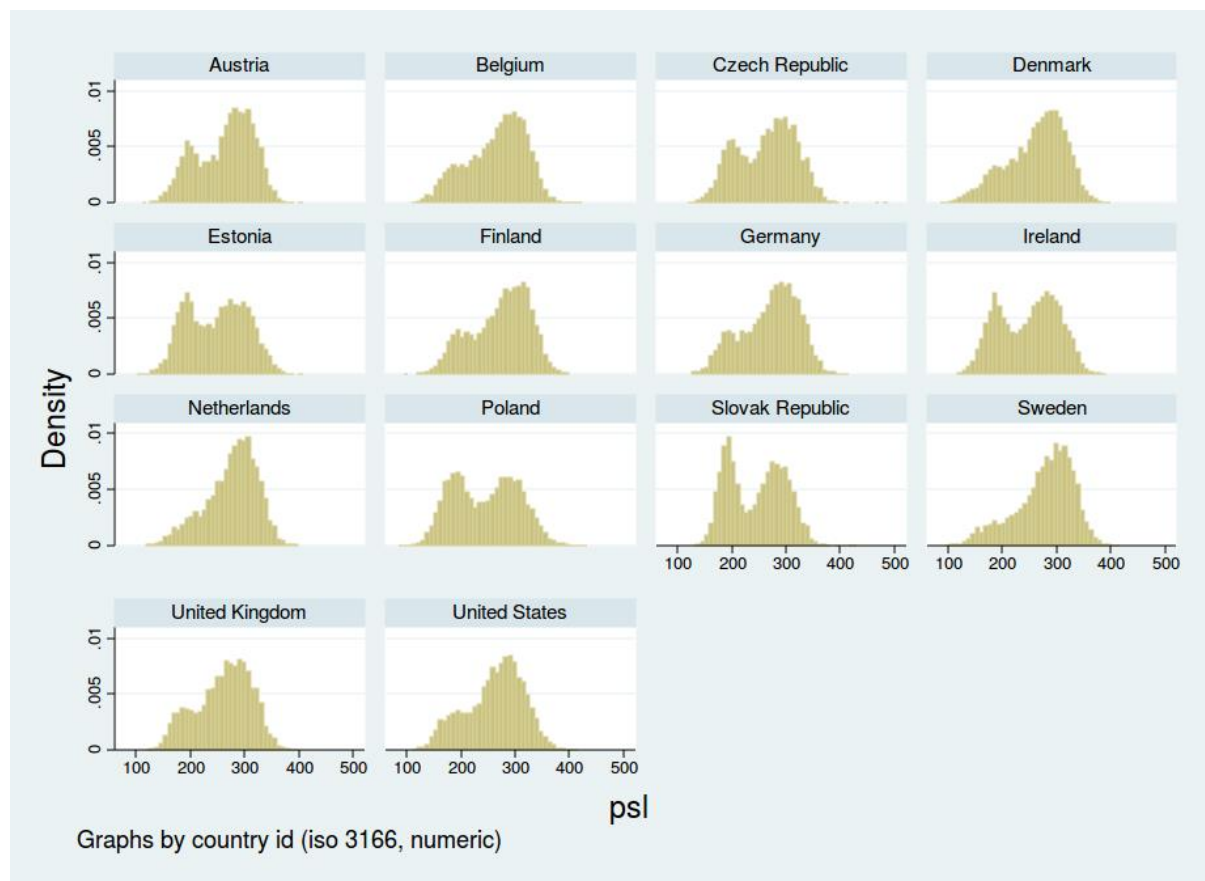 Austria Belgium Czech Republic Denmark
.01
.005
0
Estonia Finland Germany Ireland
.01
.005
0
Netherlands Poland Slovak Republic Sweden
.01
.005
0
100 200 300 400 500 100 200 300 400 500
United Kingdom United States
.01
.005
0
100 200 300 400 500 100 200 300 400 500
Density
psl
Graphs by country id (iso 3166, numeric)